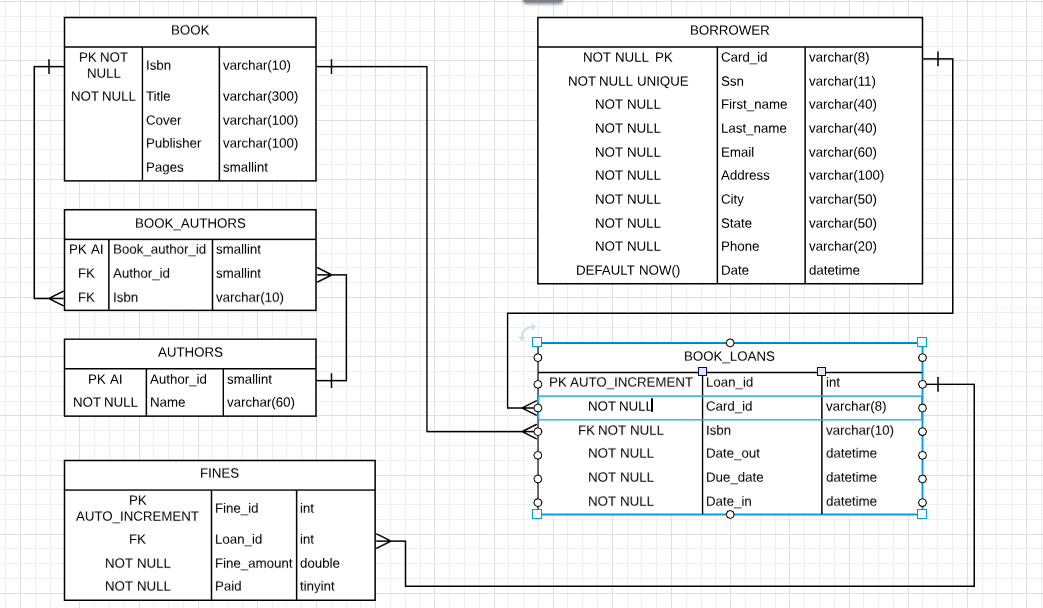 BOOK
PK NOT NULL Isbn varchar(10)
NOT NULL Title varchar(300)
Cover varchar(100)
Publisher varchar(100)
Pages smallint
BOOK_AUTHORS
PK AI Book_author_id smallint
FK Author_id smallint
FK Isbn varchar(10)
AUTHORS
PK AI Author_id smallint
NOT NULL Name varchar(60)
FINES
PK AUTO_INCREMENT Fine_id int
FK Loan_id int
NOT NULL Fine_amount double
NOT NULL Paid tinyint
BORROWER
NOT NULL PK Card_id varchar(8)
NOT NULL UNIQUE Ssn varchar(11)
NOT NULL First_name varchar(40)
NOT NULL Last_name varchar(40)
NOT NULL Email varchar(60)
NOT NULL Address varchar(100)
NOT NULL City varchar(50)
NOT NULL State varchar(50)
NOT NULL Phone varchar(20)
DEFAULT NOW() Date datetime
BOOK_LOANS
PK AUTO_INCREMENT Loan_id int
NOT NULL Card_id varchar(8)
FK NOT NULL Isbn varchar(10)
NOT NULL Date_out datetime
NOT NULL Due_date datetime
NOT NULL Date_in datetime